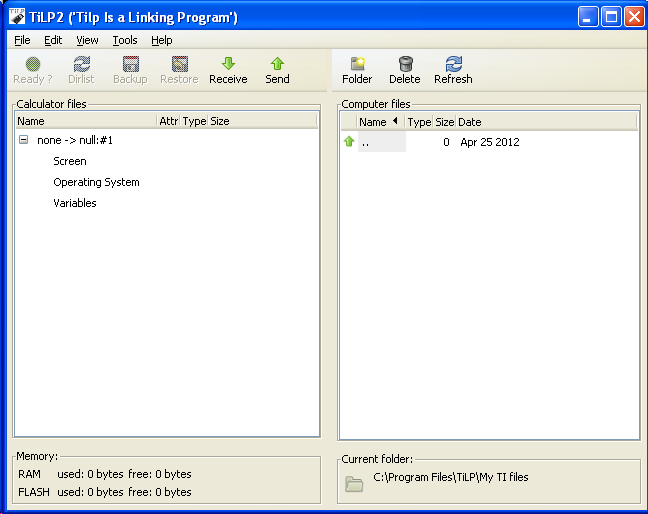 TiLP2 ('Tilp Is a Linking Program')
File Edit View Tools Help
Ready ? Dirlist Backup Restore Receive Send Folder Delete Refresh
Calculator files
Name Attr Type Size
none -> null:#1
Screen
Operating System
Variables
Computer files
Name Type Size Date
.. 0 Apr 25 2012
Memory:
RAM used: 0 bytes free: 0 bytes
FLASH used: 0 bytes free: 0 bytes
Current folder:
C:\Program Files\TiLP\My TI files